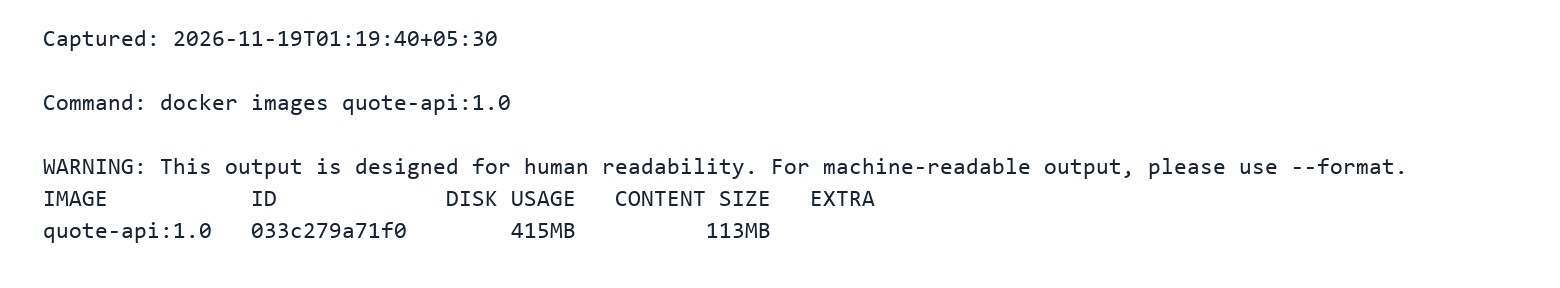 Captured: 2026-11-19T01:19:40+05:30
Command: docker images quote-api:1.0
WARNING: This output is designed for human readability. For machine-readable output, please use --format.
IMAGE           ID             DISK USAGE   CONTENT SIZE   EXTRA
quote-api:1.0   033c279a71f0        415MB          113MB